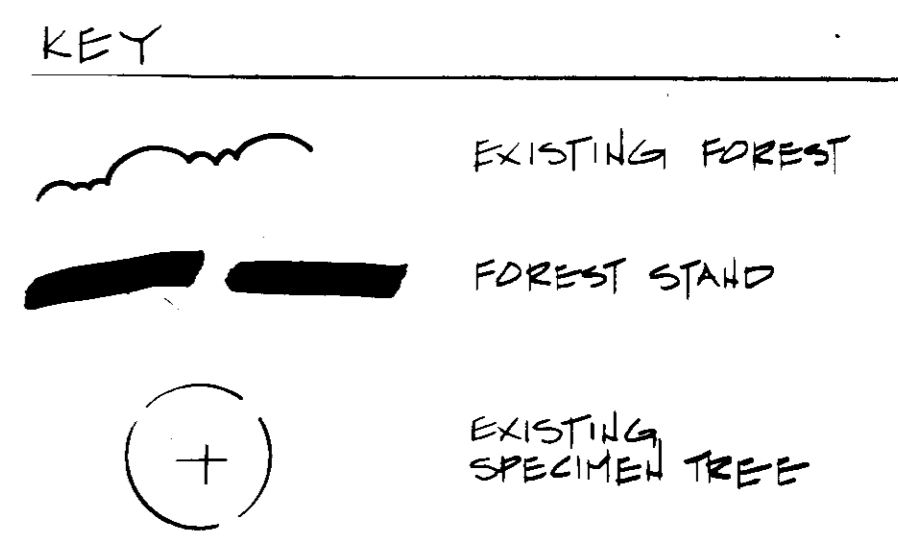 KEY
EXISTING FOREST
FOREST STAND
EXISTING
SPECIMEN TREE